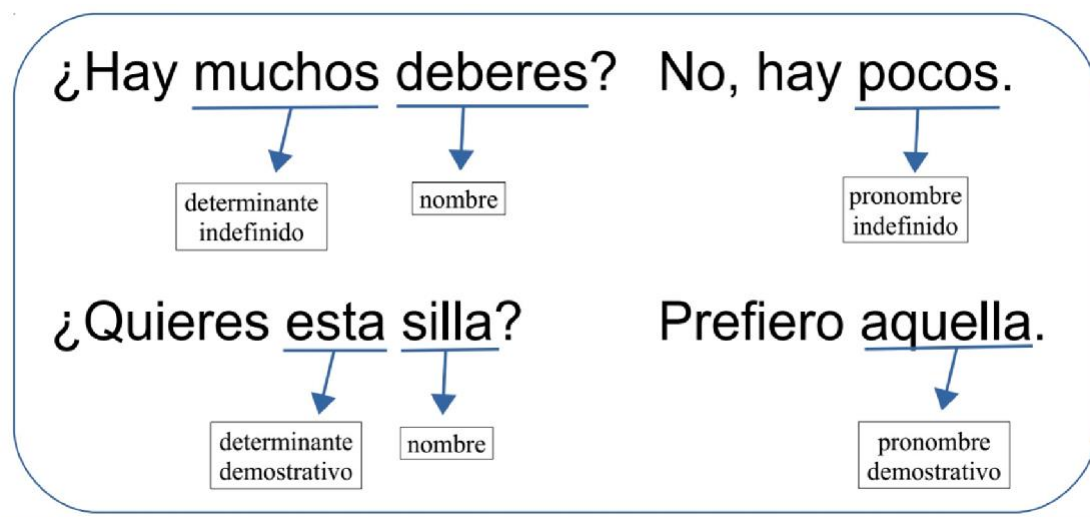 ¿Hay muchos deberes? No, hay pocos.
determinante
indefinido
nombre
pronombre
indefinido
¿Quieres esta silla? Prefiero aquella.
determinante
demostrativo
nombre
pronombre
demostrativo